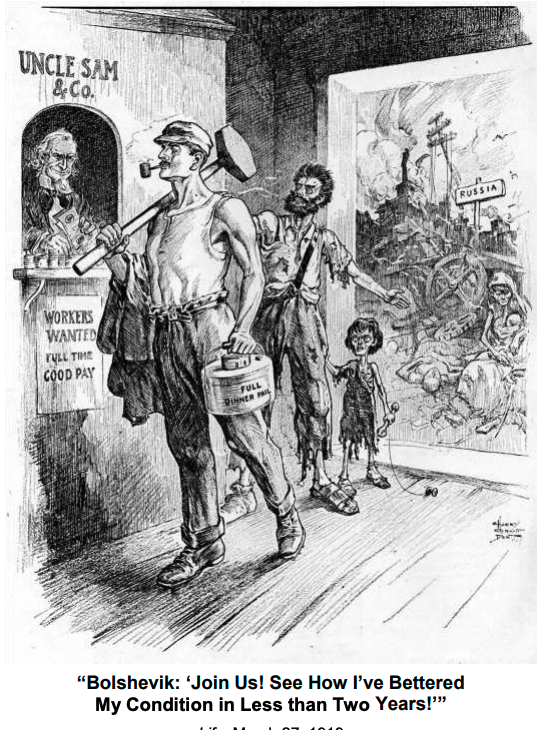 UNCLE SAM
& Co.
WORKERS
WANTED
FULL TIME
GOOD PAY
FULL
DINNER PAIL
RUSSIA
“Bolshevik: ‘Join Us! See How I’ve Bettered
My Condition in Less than Two Years!’”